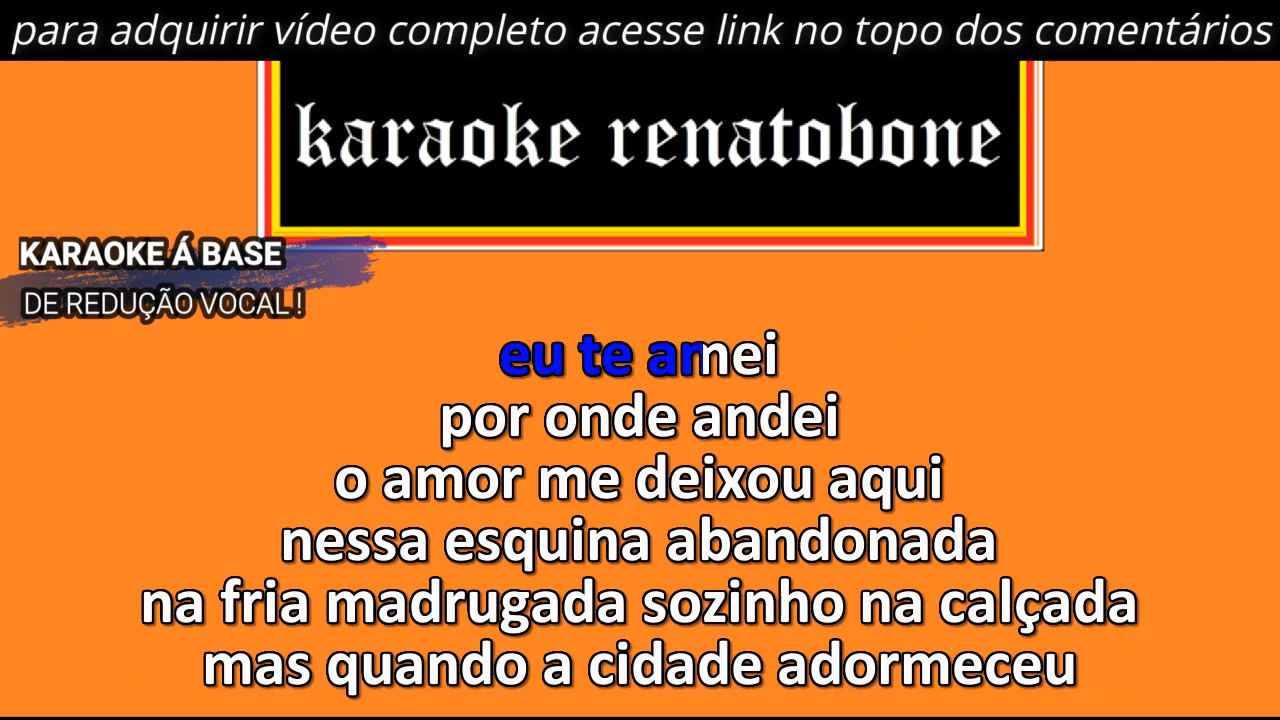 para adquirir vídeo completo acesse link no topo dos comentários
karaoke renatobone
KARAOKE Á BASE
DE REDUÇÃO VOCAL !
eu te amei
por onde andei
o amor me deixou aqui
nessa esquina abandonada
na fria madrugada sozinho na calçada
mas quando a cidade adormeceu